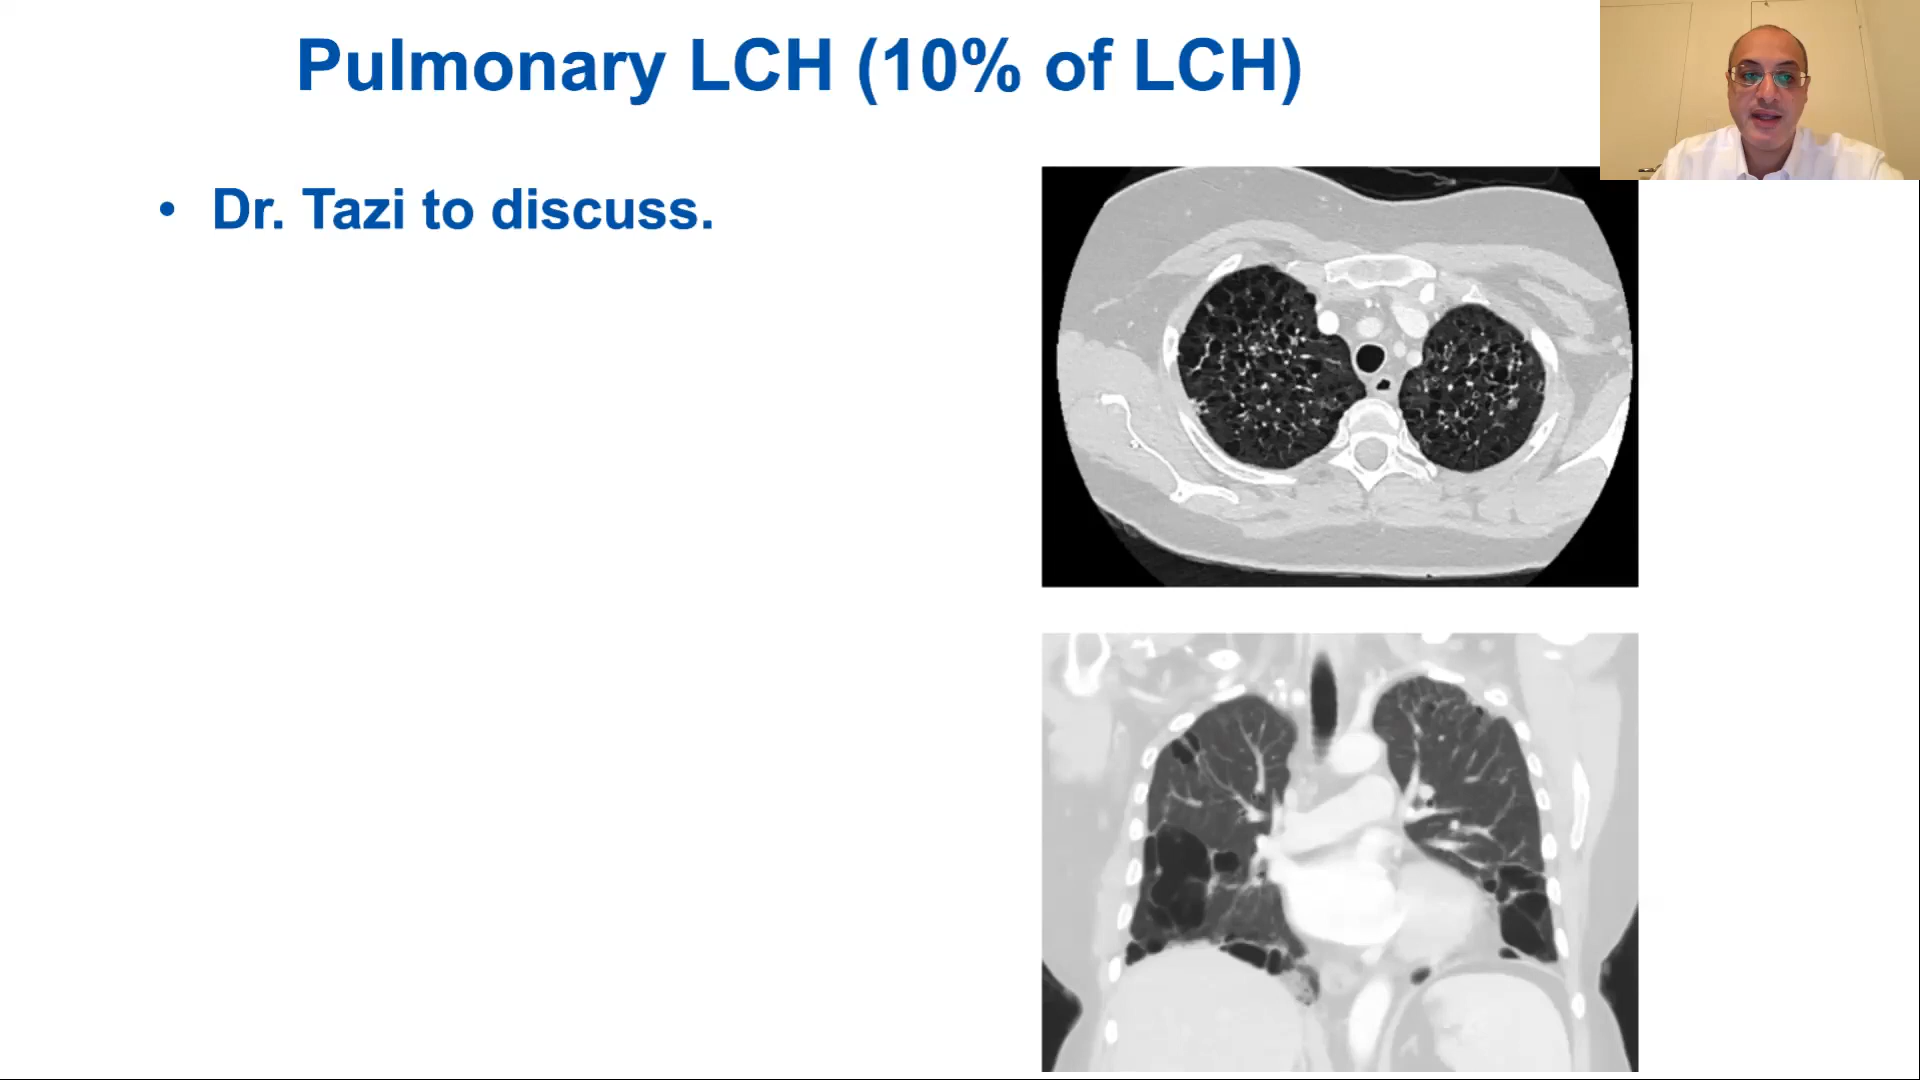 Pulmonary LCH (10% of LCH)
• Dr. Tazi to discuss.